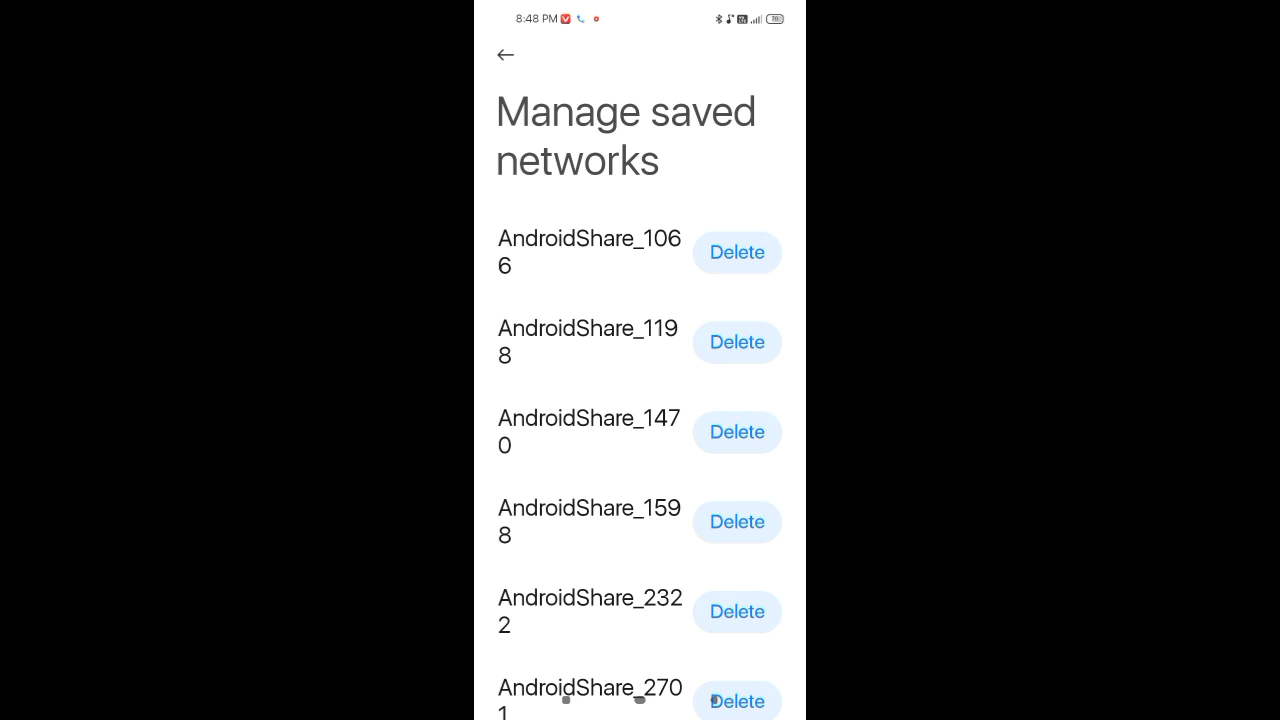 8:48 PM
Manage saved
networks
AndroidShare_106
6
Delete
AndroidShare_119
8
Delete
AndroidShare_147
0
Delete
AndroidShare_159
8
Delete
AndroidShare_232
2
Delete
AndroidShare_270
1
Delete